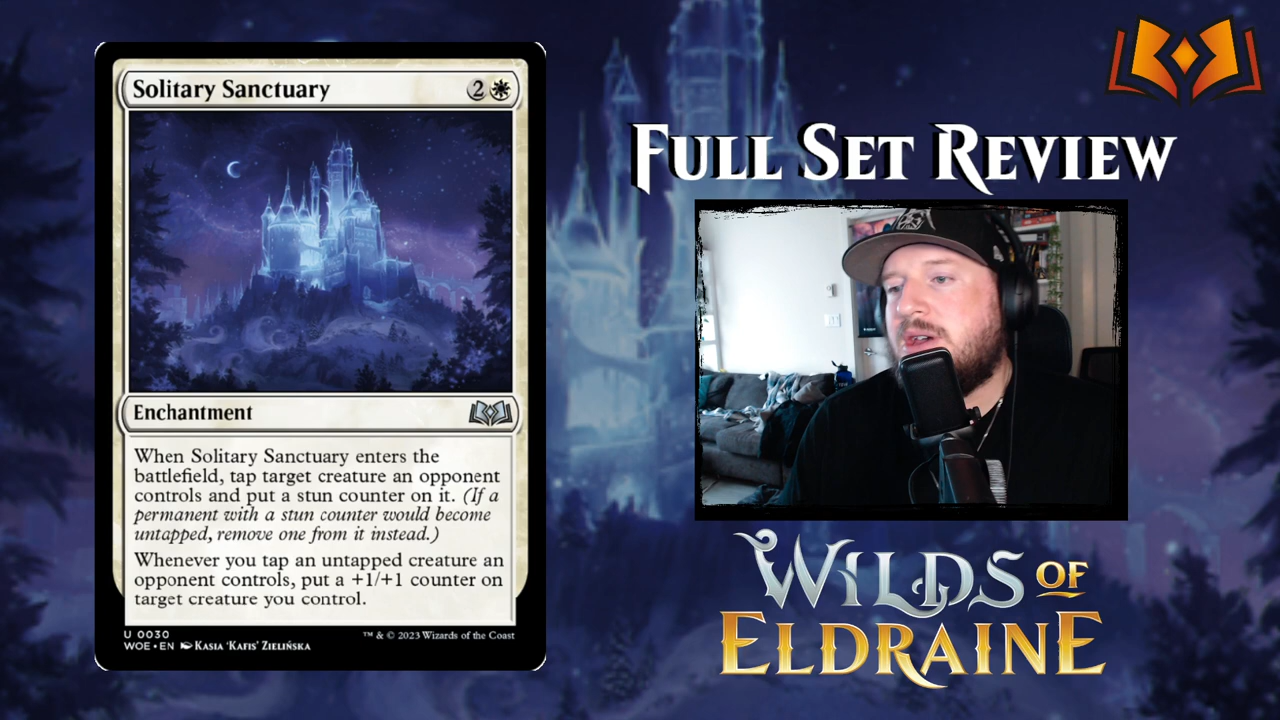 Solitary Sanctuary 2
Enchantment
When Solitary Sanctuary enters the
battlefield, tap target creature an opponent
controls and put a stun counter on it. (If a
permanent with a stun counter would become
untapped, remove one from it instead.)
Whenever you tap an untapped creature an
opponent controls, put a +1/+1 counter on
target creature you control.
U 0030
WOE • EN Kasia 'Kafis' Zielińska
™ & © 2023 Wizards of the Coast
Full Set Review
Wilds of
Eldraine